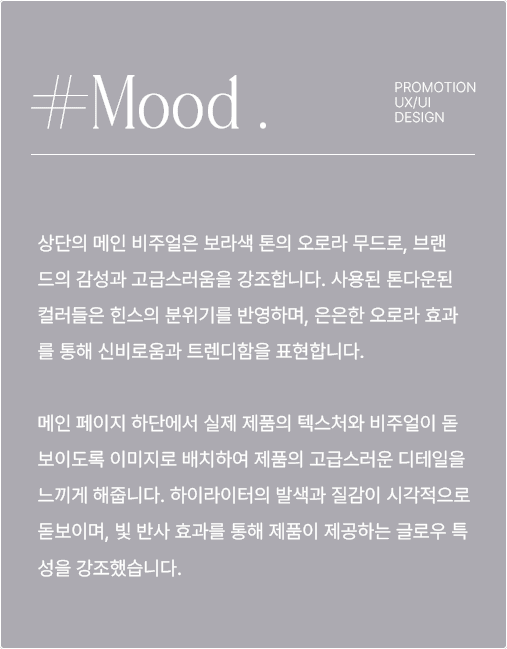 #Mood .
PROMOTION
UX/UI
DESIGN
상단의 메인 비주얼은 보라색 톤의 오로라 무드로, 브랜
드의 감성과 고급스러움을 강조합니다. 사용된 톤다운된
컬러들은 힌스의 분위기를 반영하며, 은은한 오로라 효과
를 통해 신비로움과 트렌디함을 표현합니다.
메인 페이지 하단에서 실제 제품의 텍스처와 비주얼이 돋
보이도록 이미지로 배치하여 제품의 고급스러운 디테일을
느끼게 해줍니다. 하이라이터의 발색과 질감이 시각적으로
돋보이며, 빛 반사 효과를 통해 제품이 제공하는 글로우 특
성을 강조했습니다.